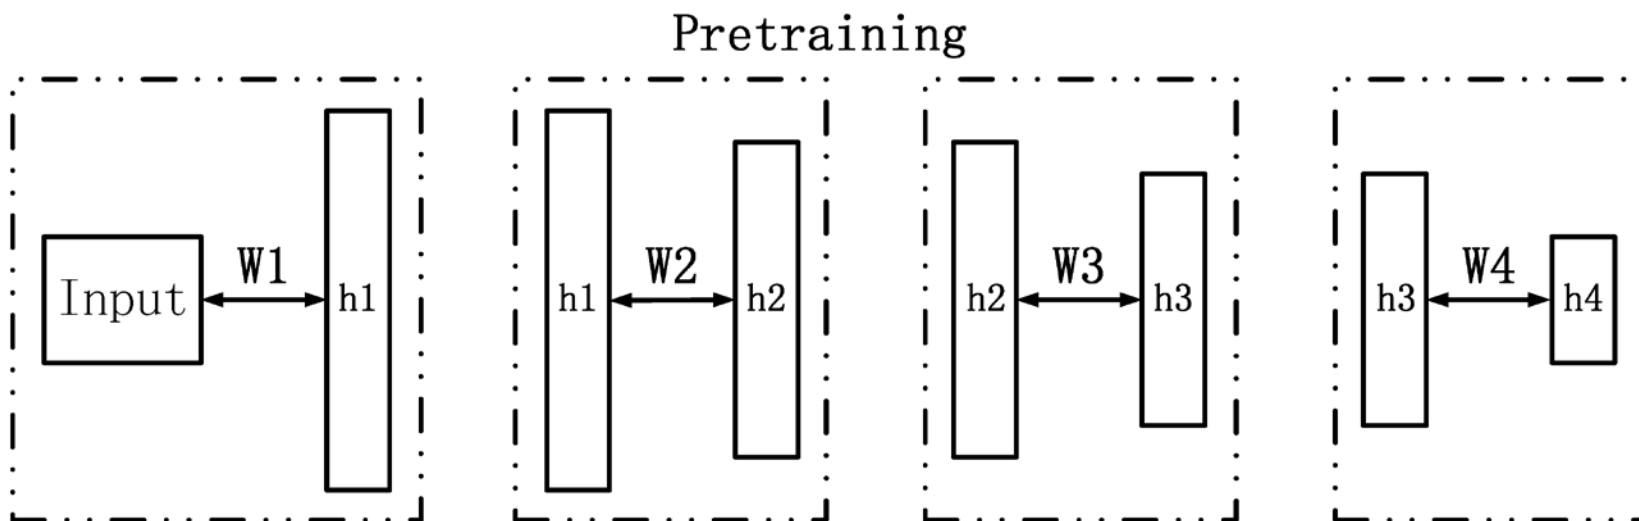 Pretraining
Input W1 h1
h1 W2 h2
h2 W3 h3
h3 W4 h4